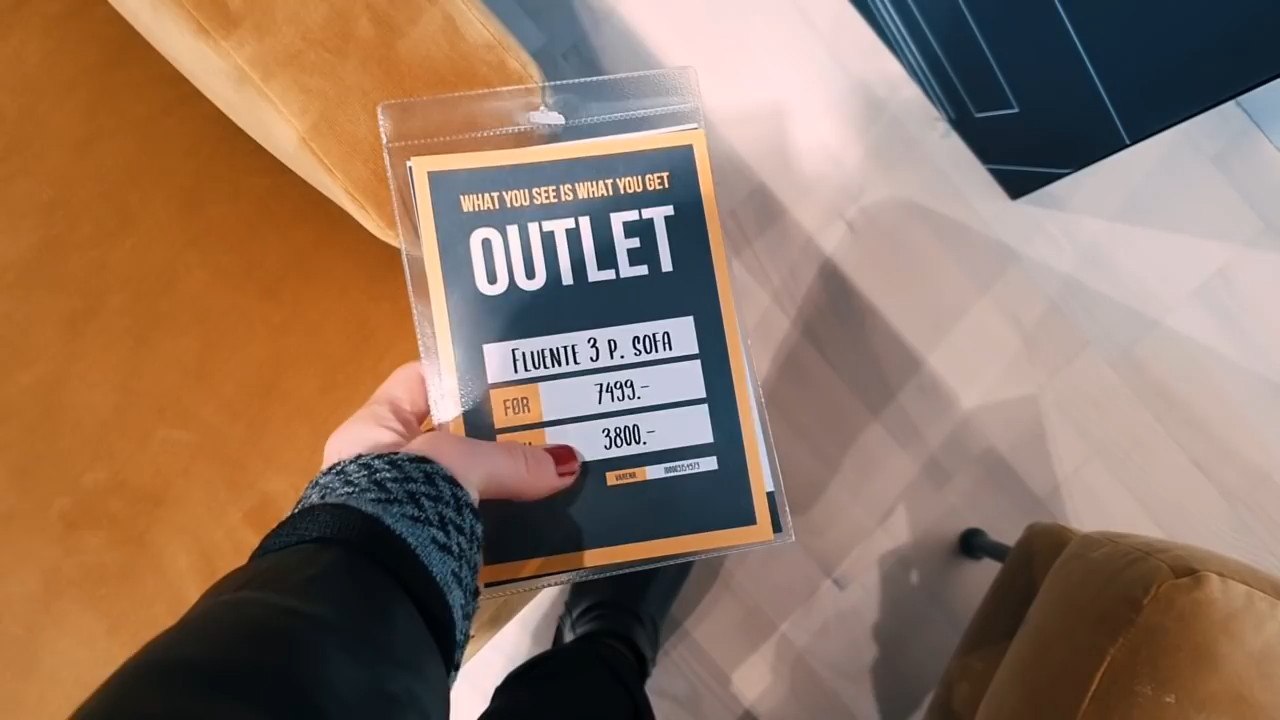 WHAT YOU SEE IS WHAT YOU GET
OUTLET
FLUENTE 3 P. SOFA
FØR 7499.-
3800.-
VARENR.